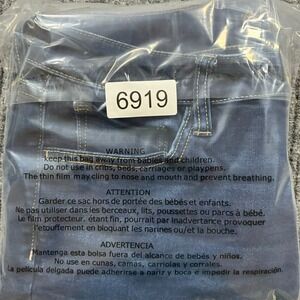 6919
WARNING
keep this bag away from babies and children.
Do not use in cribs, beds, carriages or playpens.
The thin film may cling to nose and mouth and prevent breathing.
ATTENTION
Garder ce sac hors de portée des bébés et enfants.
Ne pas utiliser dans les berceaux, lits, poussettes ou parcs à bébé.
Le film protecteur, étant fin, pourrait par inadvertance provoquer
l'etouffement en bloquant les narines ou/et la bouche.
ADVERTENCIA
Mantenga esta bolsa fuera del alcance de bebés y niños.
No use en cunas, camas, carriolas y corrales.
La pelicula delgada puede adherirse a nariz y boca e impedir la respiración.